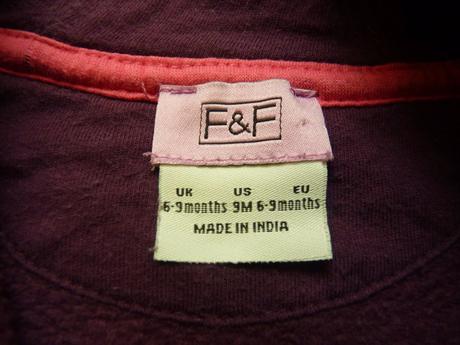 F&F
UK US EU
6-9months 9M 6-9months
MADE IN INDIA